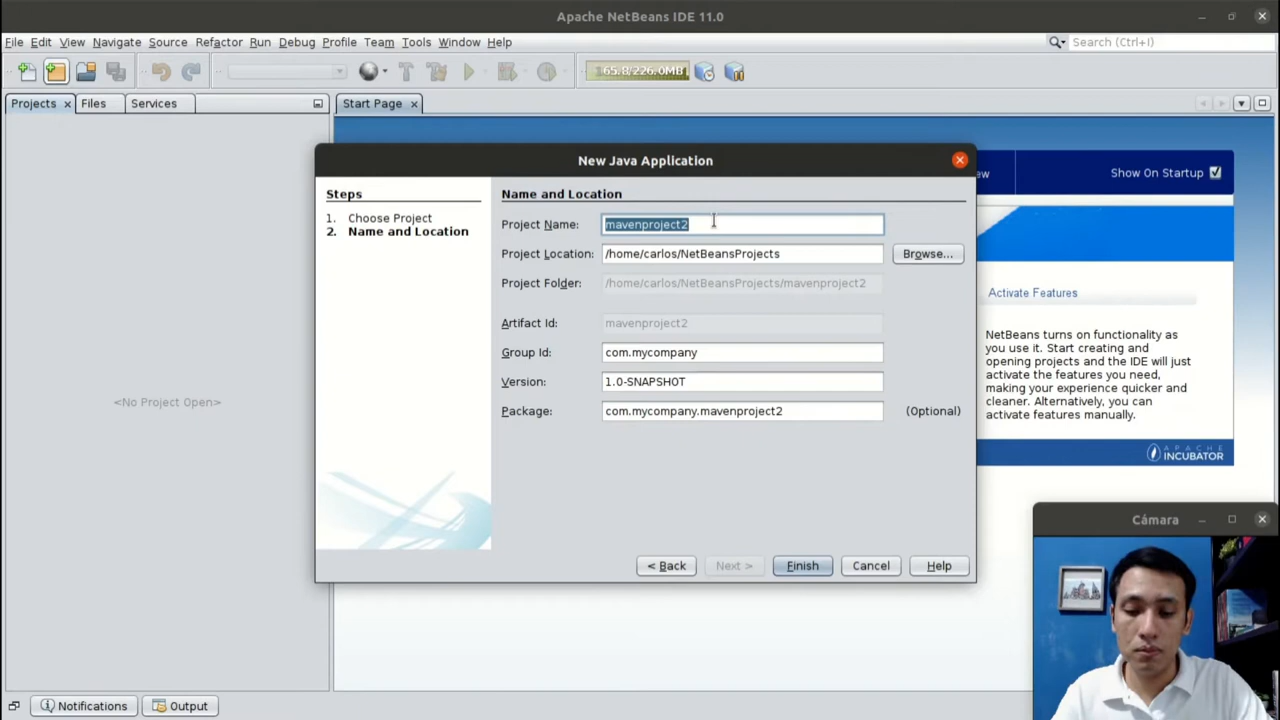 Apache NetBeans IDE 11.0
File Edit View Navigate Source Refactor Run Debug Profile Team Tools Window Help
Search (Ctrl+I)
65.8/226.0MB
Projects Files Services
Start Page
New Java Application
Steps
1. Choose Project
2. Name and Location
Name and Location
Project Name: mavenproject2
Project Location: /home/carlos/NetBeansProjects Browse...
Project Folder: /home/carlos/NetBeansProjects/mavenproject2
Artifact Id: mavenproject2
Group Id: com.mycompany
Version: 1.0-SNAPSHOT
Package: com.mycompany.mavenproject2 (Optional)
< Back Next > Finish Cancel Help
<No Project Open>
ew
Show On Startup
Activate Features
NetBeans turns on functionality as
you use it. Start creating and
opening projects and the IDE will just
activate the features you need,
making your experience quicker and
cleaner. Alternatively, you can
activate features manually.
APACHE
INCUBATOR
Cámara
Notifications Output